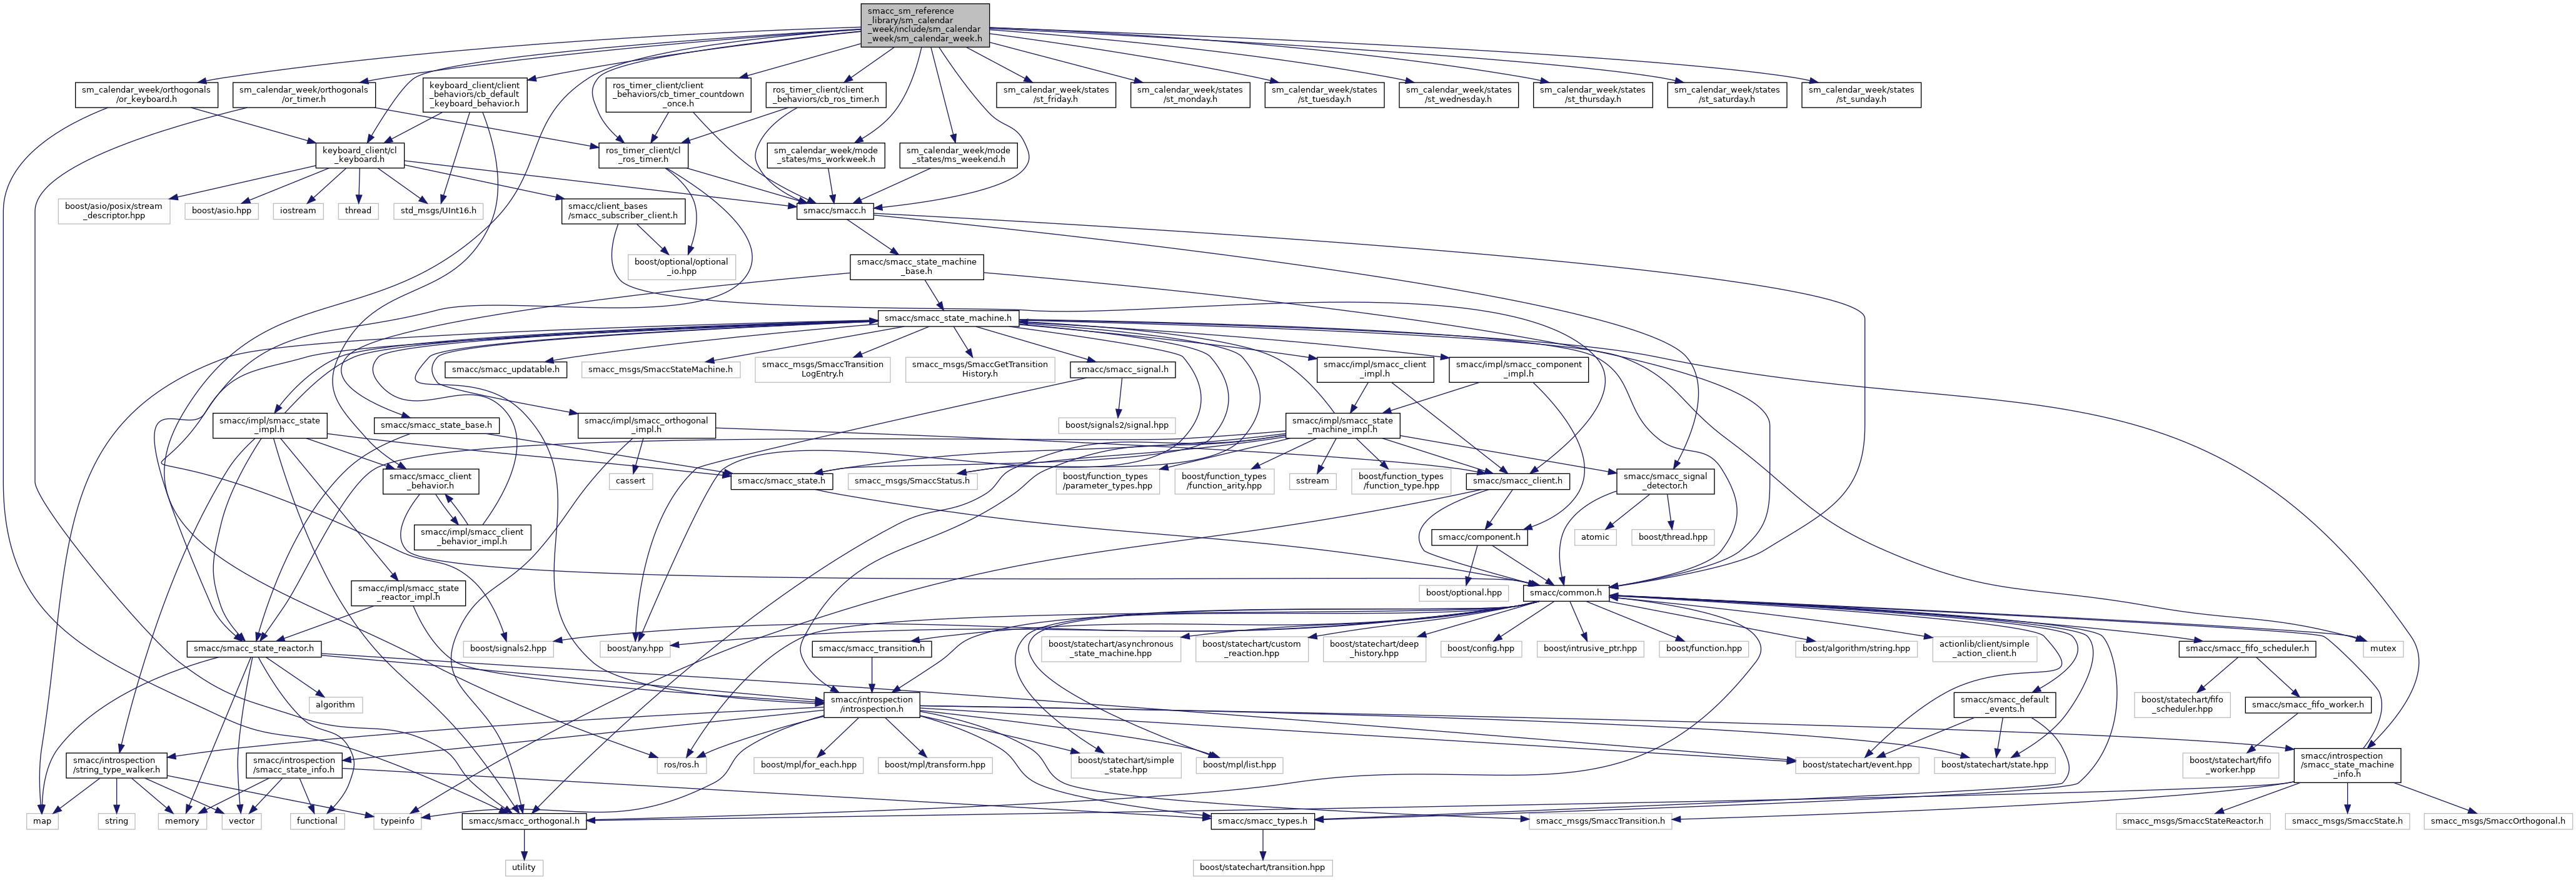 smacc_sm_reference
_library/sm_calendar
_week/include/sm_calendar
_week/sm_calendar_week.h
sm_calendar_week/orthogonals
/or_keyboard.h
sm_calendar_week/orthogonals
/or_timer.h
keyboard_client/client
_behaviors/cb_default
_keyboard_behavior.h
ros_timer_client/client
_behaviors/cb_timer_countdown
_once.h
ros_timer_client/client
_behaviors/cb_ros_timer.h
sm_calendar_week/states
/st_friday.h
sm_calendar_week/states
/st_monday.h
sm_calendar_week/states
/st_tuesday.h
sm_calendar_week/states
/st_wednesday.h
sm_calendar_week/states
/st_thursday.h
sm_calendar_week/states
/st_saturday.h
sm_calendar_week/states
/st_sunday.h
keyboard_client/cl
_keyboard.h
ros_timer_client/cl
_ros_timer.h
sm_calendar_week/mode
_states/ms_workweek.h
sm_calendar_week/mode
_states/ms_weekend.h
boost/asio/posix/stream
_descriptor.hpp
boost/asio.hpp
iostream
thread
std_msgs/UInt16.h
smacc/client_bases
/smacc_subscriber_client.h
smacc/smacc.h
boost/optional/optional
_io.hpp
smacc/smacc_state_machine
_base.h
smacc/smacc_state_machine.h
smacc/smacc_updatable.h
smacc_msgs/SmaccStateMachine.h
smacc_msgs/SmaccTransition
LogEntry.h
smacc_msgs/SmaccGetTransition
History.h
smacc/smacc_signal.h
smacc/impl/smacc_client
_impl.h
smacc/impl/smacc_component
_impl.h
smacc/impl/smacc_state
_impl.h
smacc/smacc_state_base.h
smacc/impl/smacc_orthogonal
_impl.h
boost/signals2/signal.hpp
smacc/impl/smacc_state
_machine_impl.h
smacc/smacc_client
_behavior.h
cassert
smacc/smacc_state.h
smacc_msgs/SmaccStatus.h
boost/function_types
/parameter_types.hpp
boost/function_types
/function_arity.hpp
sstream
boost/function_types
/function_type.hpp
smacc/smacc_client.h
smacc/smacc_signal
_detector.h
smacc/impl/smacc_client
_behavior_impl.h
smacc/component.h
atomic
boost/thread.hpp
smacc/impl/smacc_state
_reactor_impl.h
boost/optional.hpp
smacc/common.h
smacc/smacc_state_reactor.h
boost/signals2.hpp
boost/any.hpp
smacc/smacc_transition.h
boost/statechart/asynchronous
_state_machine.hpp
boost/statechart/custom
_reaction.hpp
boost/statechart/deep
_history.hpp
boost/config.hpp
boost/intrusive_ptr.hpp
boost/function.hpp
boost/algorithm/string.hpp
actionlib/client/simple
_action_client.h
smacc/smacc_fifo_scheduler.h
mutex
algorithm
smacc/introspection
/introspection.h
smacc/smacc_default
_events.h
boost/statechart/fifo
_scheduler.hpp
smacc/smacc_fifo_worker.h
smacc/introspection
/string_type_walker.h
smacc/introspection
/smacc_state_info.h
ros/ros.h
boost/mpl/for_each.hpp
boost/mpl/transform.hpp
boost/statechart/simple
_state.hpp
boost/mpl/list.hpp
boost/statechart/event.hpp
boost/statechart/state.hpp
boost/statechart/fifo
_worker.hpp
smacc/introspection
/smacc_state_machine
_info.h
map
string
memory
vector
functional
typeinfo
smacc/smacc_orthogonal.h
smacc/smacc_types.h
smacc_msgs/SmaccTransition.h
smacc_msgs/SmaccStateReactor.h
smacc_msgs/SmaccState.h
smacc_msgs/SmaccOrthogonal.h
utility
boost/statechart/transition.hpp